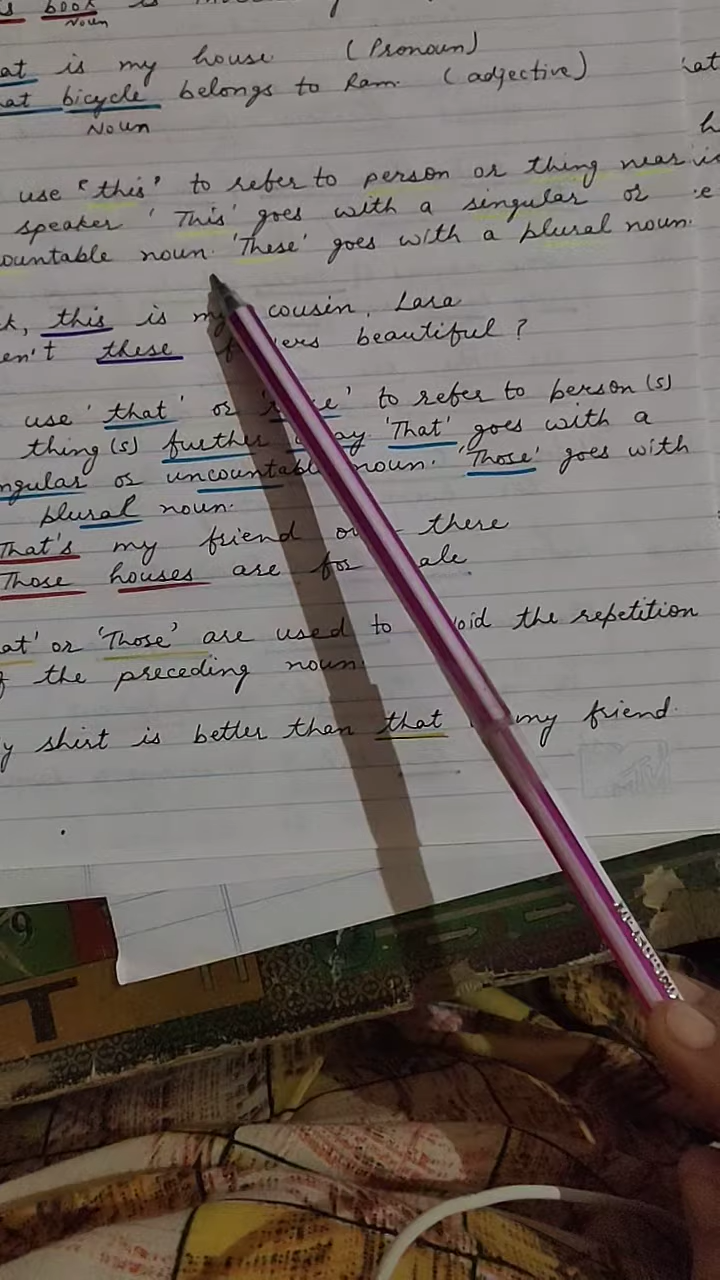 book is
Noun
at is my house (Pronoun)
at bicycle belongs to Ram. (adjective)
Noun
use "this" to refer to person or thing near
speaker 'This' goes with a singular or
ountable noun. 'These' goes with a plural noun.
k, this is my cousin, Lara
en't these ers beautiful ?
use 'that' or to refer to person(s)
thing(s) further ay 'That' goes with a
ngular or uncountabl noun. 'Those' goes with
plural noun.
That's my friend there
Those houses are for ale
at' or 'Those' are used to oid the repetition
the preceding noun.
y shirt is better than that my friend.